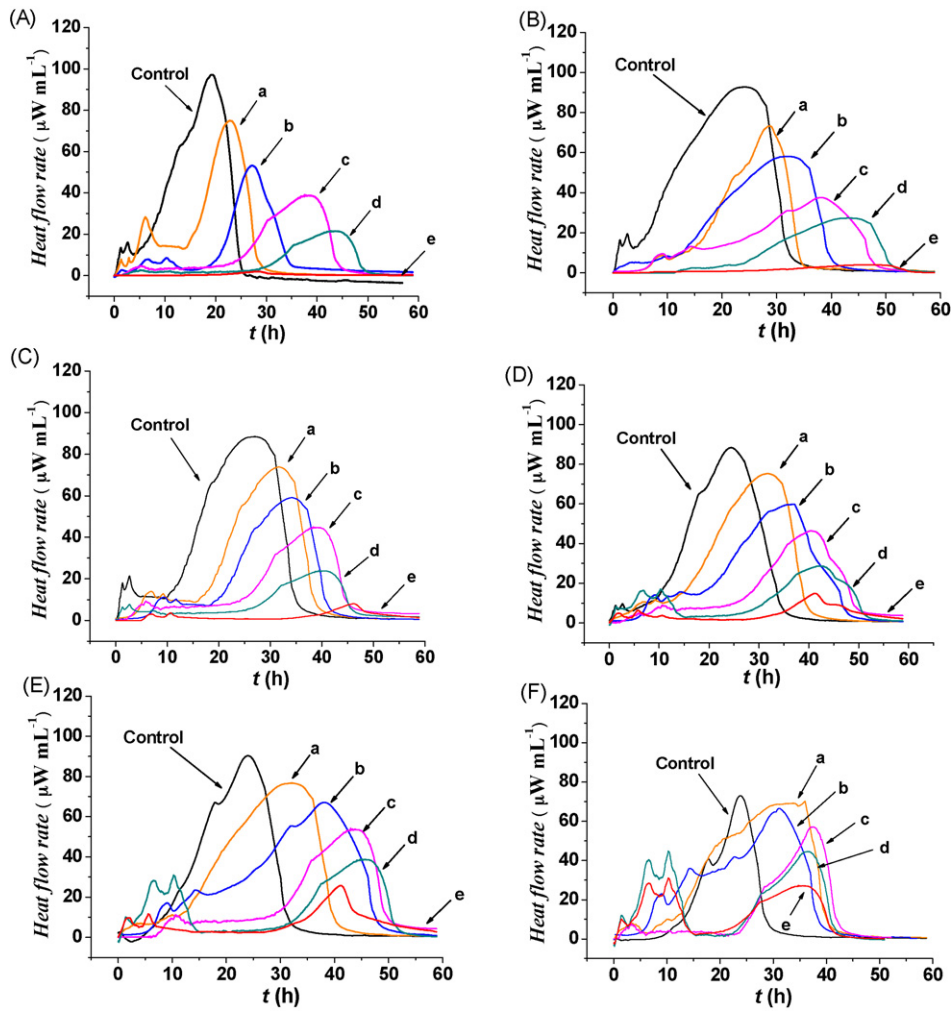 (A)
120
100
80
60
40
20
0
Heat flow rate ( µW mL⁻¹)
Control
a
b
c
d
e
0 10 20 30 40 50 60
t (h)
(B)
120
100
80
60
40
20
0
Heat flow rate ( µW mL⁻¹)
Control
a
b
c
d
e
0 10 20 30 40 50 60
t (h)
(C)
120
100
80
60
40
20
0
Heat flow rate ( µW mL⁻¹)
Control
a
b
c
d
e
0 10 20 30 40 50 60
t (h)
(D)
120
100
80
60
40
20
0
Heat flow rate ( µW mL⁻¹)
Control
a
b
c
d
e
0 10 20 30 40 50 60
t (h)
(E)
120
100
80
60
40
20
0
Heat flow rate ( µW mL⁻¹)
Control
a
b
c
d
e
0 10 20 30 40 50 60
t (h)
(F)
120
100
80
60
40
20
0
Heat flow rate ( µW mL⁻¹)
Control
a
b
c
d
e
0 10 20 30 40 50 60
t (h)